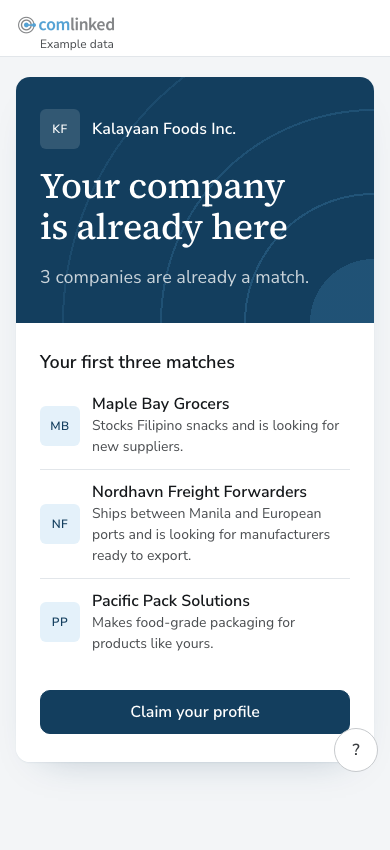 comlinked
Example data
KF
Kalayaan Foods Inc.
Your company
is already here
3 companies are already a match.
Your first three matches
MB
Maple Bay Grocers
Stocks Filipino snacks and is looking for
new suppliers.
NF
Nordhavn Freight Forwarders
Ships between Manila and European
ports and is looking for manufacturers
ready to export.
PP
Pacific Pack Solutions
Makes food-grade packaging for
products like yours.
Claim your profile
?